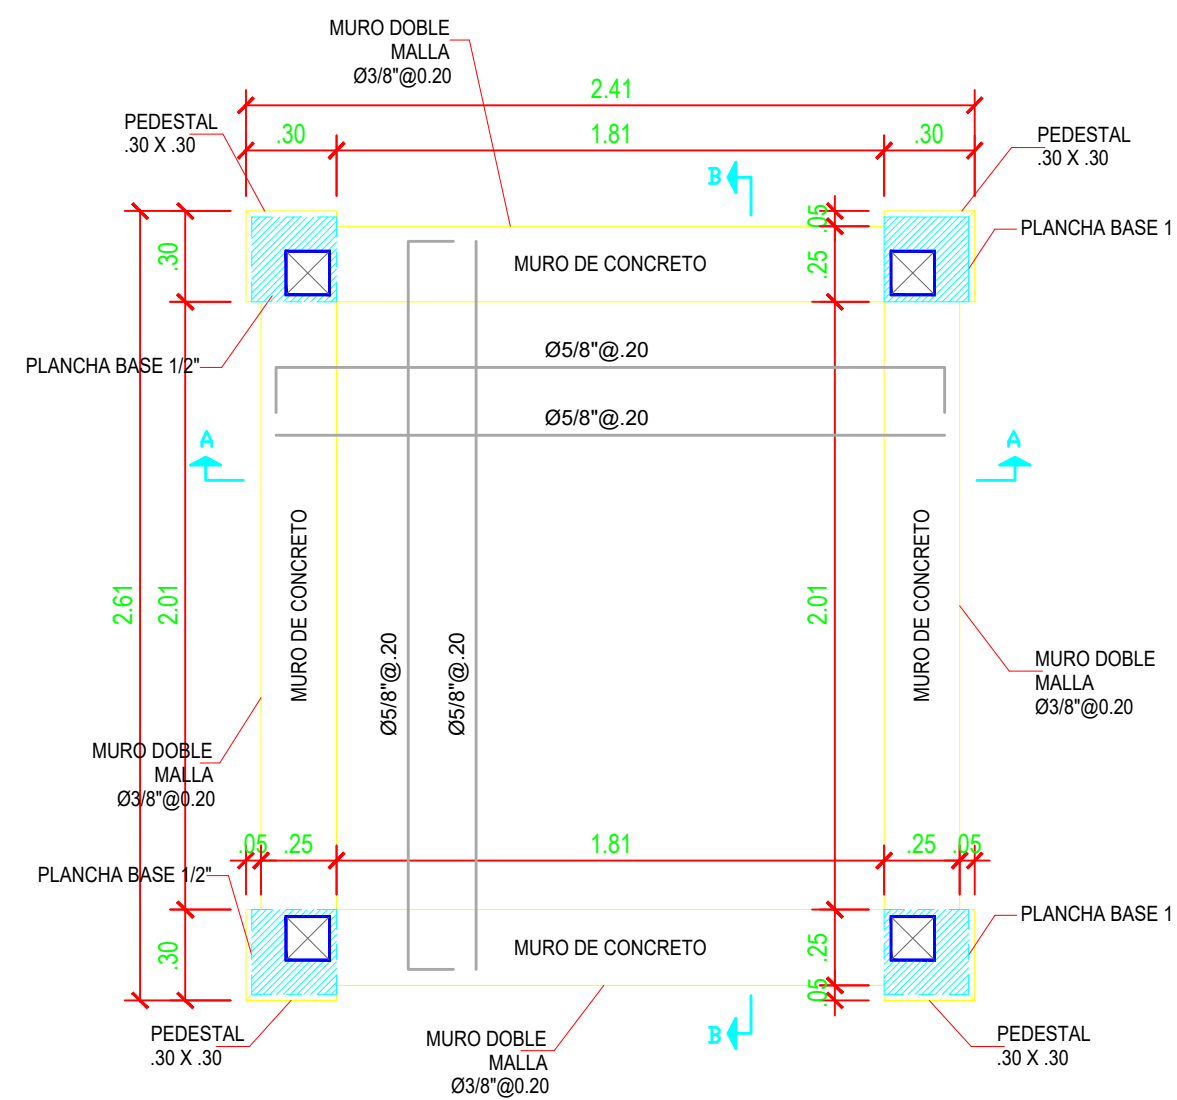 MURO DOBLE
MALLA
Ø3/8"@0.20
2.41
PEDESTAL
.30 X .30
.30
1.81
.30
PEDESTAL
.30 X .30
B
.05
PLANCHA BASE 1
.30
.25
MURO DE CONCRETO
Ø5/8"@.20
PLANCHA BASE 1/2"
Ø5/8"@.20
A
A
MURO DE CONCRETO
MURO DE CONCRETO
2.61
2.01
2.01
Ø5/8"@.20
Ø5/8"@.20
MURO DOBLE
MALLA
Ø3/8"@0.20
MURO DOBLE
MALLA
Ø3/8"@0.20
.05
.25
1.81
.25
.05
PLANCHA BASE 1/2"
PLANCHA BASE 1
.30
MURO DE CONCRETO
.25
.05
PEDESTAL
.30 X .30
MURO DOBLE
MALLA
Ø3/8"@0.20
B
PEDESTAL
.30 X .30